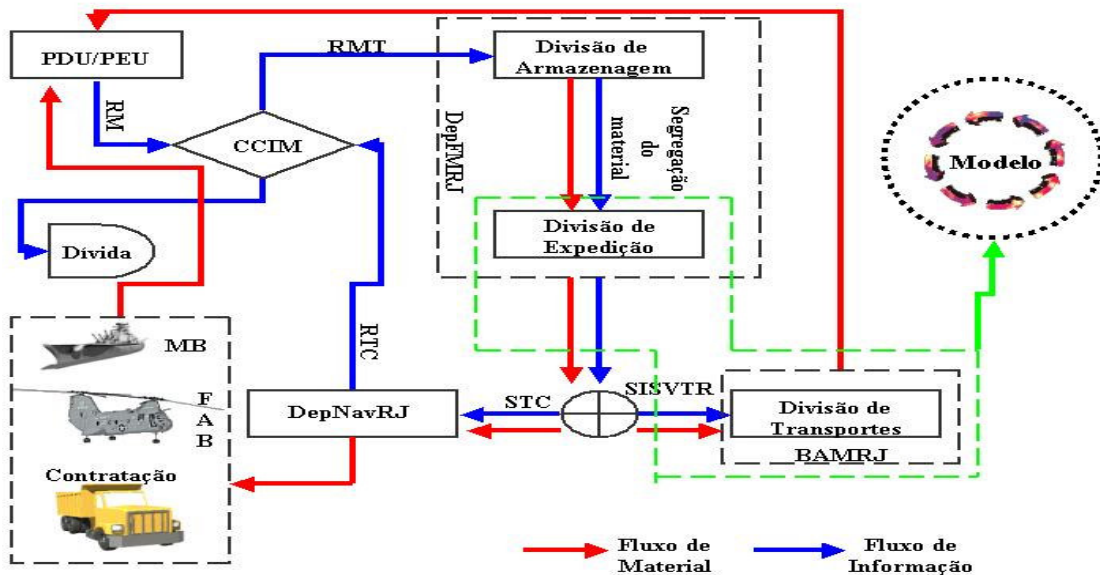 PDU/PEU
RM
RMT
CCIM
Dívida
Divisão de
Armazenagem
DepFMRJ
Segregação
do
material
Divisão de
Expedição
Modelo
MB
F
A
B
Contratação
RTC
DepNavRJ
STC
SISVTR
Divisão de
Transportes
BAMRJ
Fluxo de
Material
Fluxo de
Informação